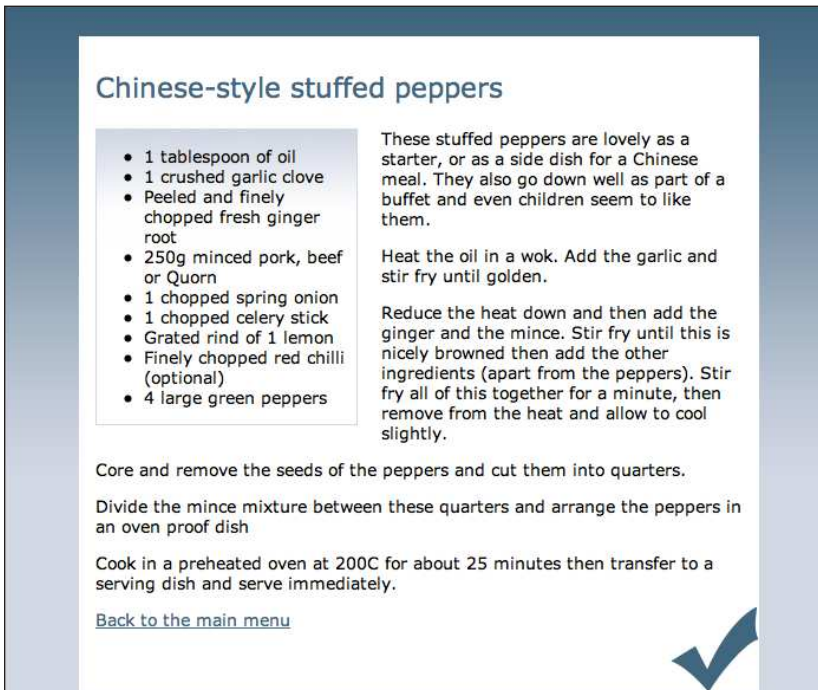 Chinese-style stuffed peppers
• 1 tablespoon of oil
• 1 crushed garlic clove
• Peeled and finely
chopped fresh ginger
root
• 250g minced pork, beef
or Quorn
• 1 chopped spring onion
• 1 chopped celery stick
• Grated rind of 1 lemon
• Finely chopped red chilli
(optional)
• 4 large green peppers
These stuffed peppers are lovely as a
starter, or as a side dish for a Chinese
meal. They also go down well as part of a
buffet and even children seem to like
them.
Heat the oil in a wok. Add the garlic and
stir fry until golden.
Reduce the heat down and then add the
ginger and the mince. Stir fry until this is
nicely browned then add the other
ingredients (apart from the peppers). Stir
fry all of this together for a minute, then
remove from the heat and allow to cool
slightly.
Core and remove the seeds of the peppers and cut them into quarters.
Divide the mince mixture between these quarters and arrange the peppers in
an oven proof dish
Cook in a preheated oven at 200C for about 25 minutes then transfer to a
serving dish and serve immediately.
Back to the main menu